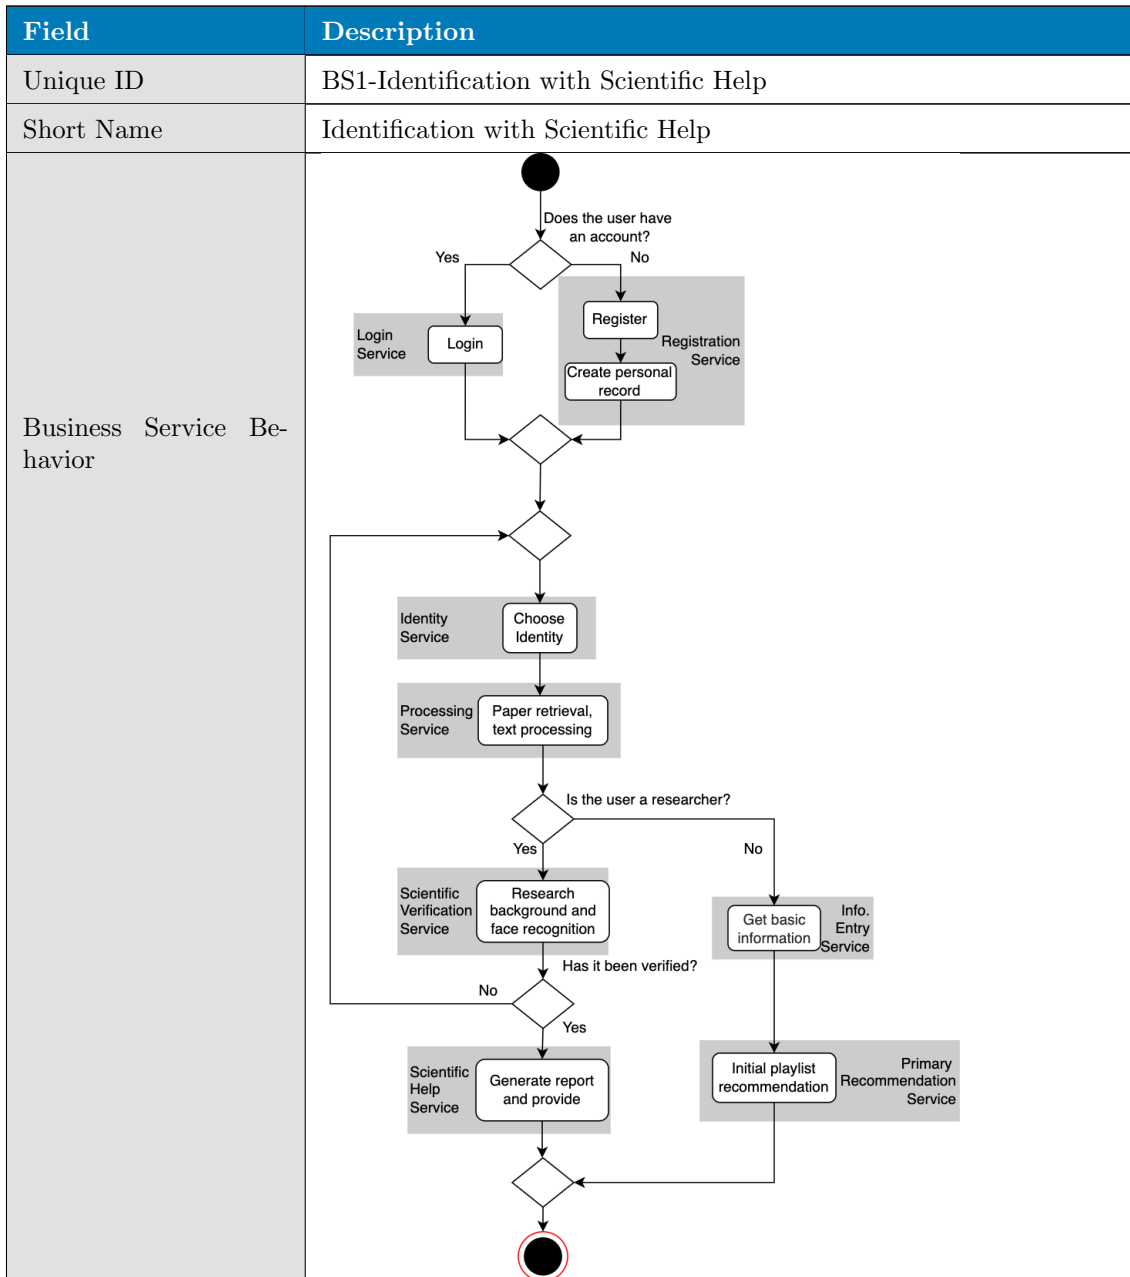 Field Description
Unique ID BS1-Identification with Scientific Help
Short Name Identification with Scientific Help
Business Service Be-
havior
Does the user have
an account?
Yes
No
Login
Service
Login
Register
Registration
Service
Create personal
record
Identity
Service
Choose
Identity
Processing
Service
Paper retrieval,
text processing
Is the user a researcher?
Yes
No
Scientific
Verification
Service
Research
background and
face recognition
Get basic
information
Info.
Entry
Service
Has it been verified?
No
Yes
Scientific
Help
Service
Generate report
and provide
Initial playlist
recommendation
Primary
Recommendation
Service